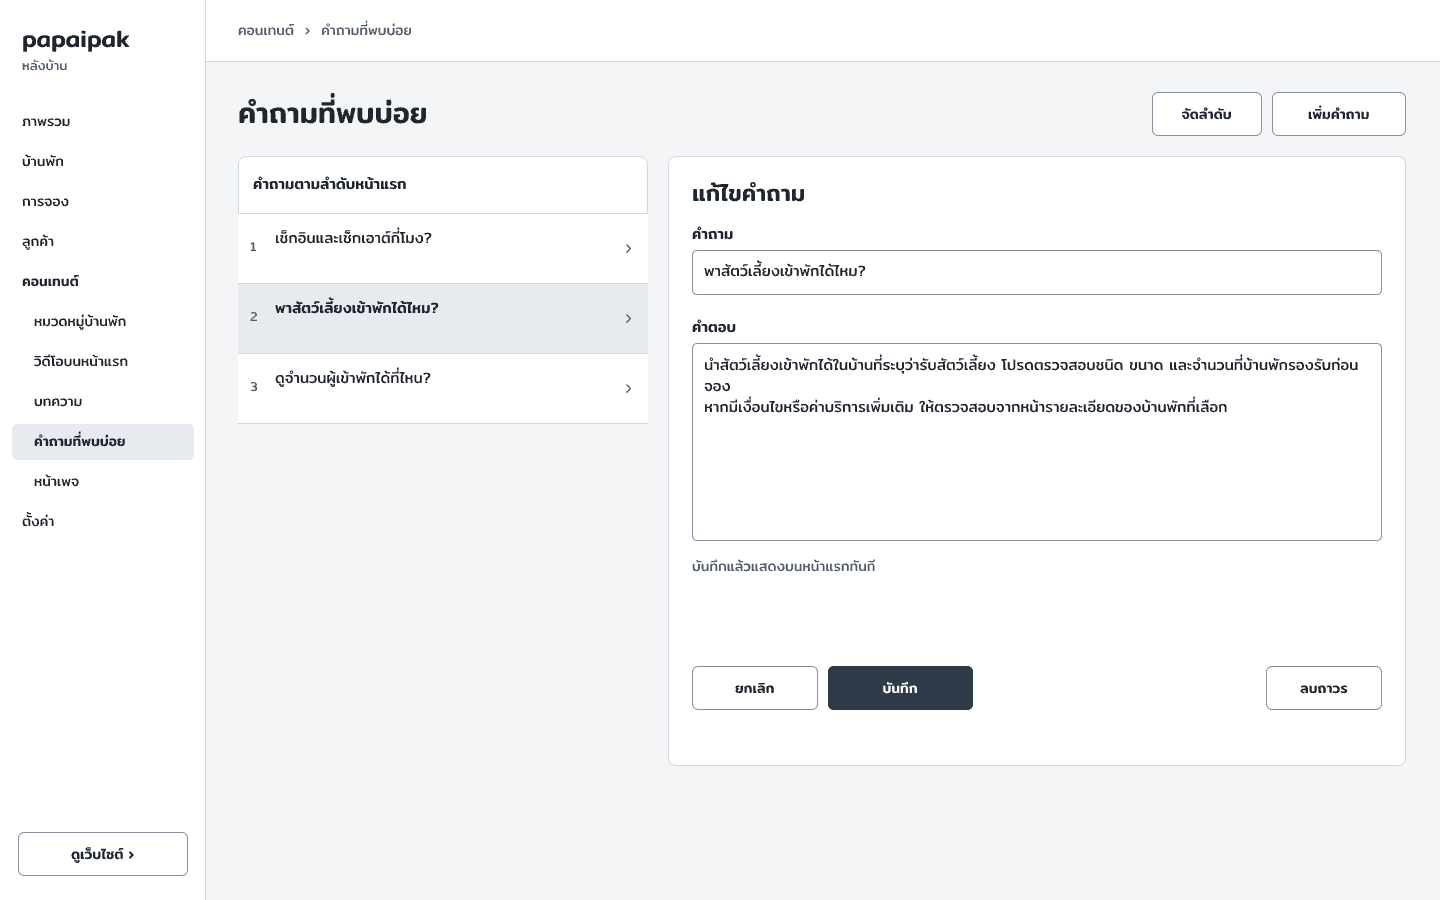 papaipak
หลังบ้าน
ภาพรวม
บ้านพัก
การจอง
ลูกค้า
คอนเทนต์
หมวดหมู่บ้านพัก
วิดีโอบนหน้าแรก
บทความ
คำถามที่พบบ่อย
หน้าเพจ
ตั้งค่า
ดูเว็บไซต์ ›
คอนเทนต์ › คำถามที่พบบ่อย
คำถามที่พบบ่อย
จัดลำดับ
เพิ่มคำถาม
คำถามตามลำดับหน้าแรก
1 เช็กอินและเช็กเอาต์กี่โมง? ›
2 พาสัตว์เลี้ยงเข้าพักได้ไหม? ›
3 ดูจำนวนผู้เข้าพักได้ที่ไหน? ›
แก้ไขคำถาม
คำถาม
พาสัตว์เลี้ยงเข้าพักได้ไหม?
คำตอบ
นำสัตว์เลี้ยงเข้าพักได้ในบ้านที่ระบุว่ารับสัตว์เลี้ยง โปรดตรวจสอบชนิด ขนาด และจำนวนที่บ้านพักรองรับก่อน
จอง
หากมีเงื่อนไขหรือค่าบริการเพิ่มเติม ให้ตรวจสอบจากหน้ารายละเอียดของบ้านพักที่เลือก
บันทึกแล้วแสดงบนหน้าแรกทันที
ยกเลิก
บันทึก
ลบถาวร